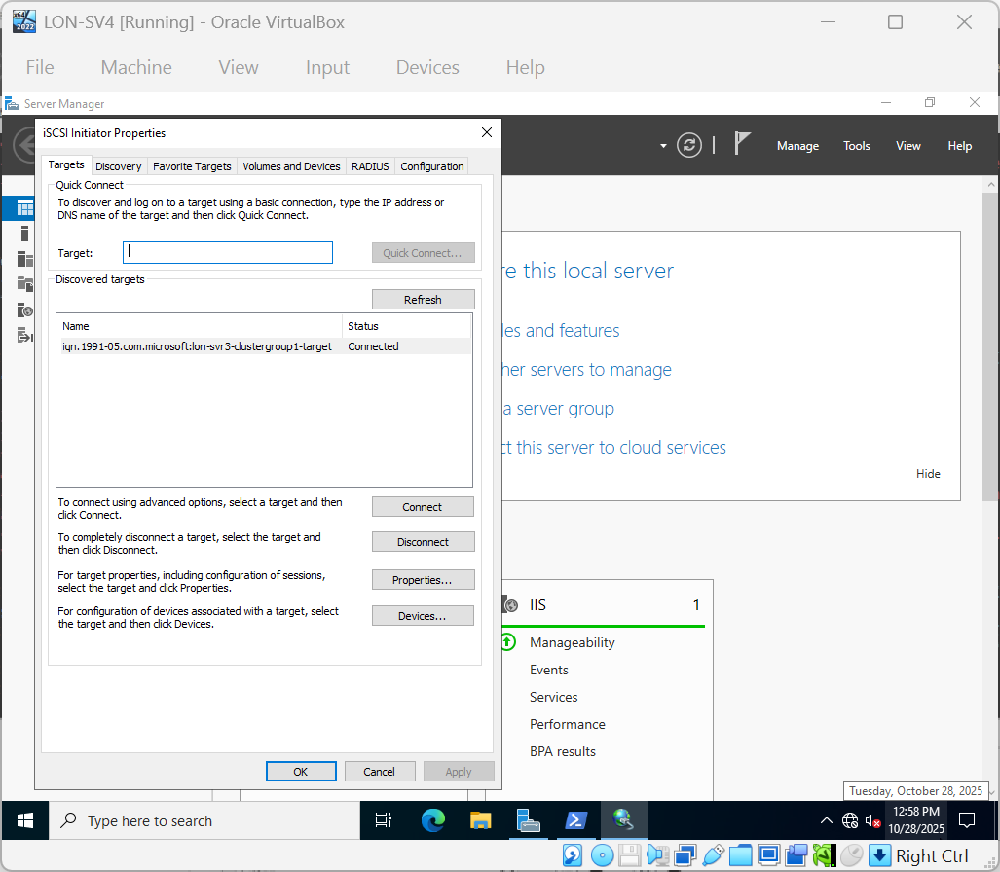 LON-SV4 [Running] - Oracle VirtualBox
File Machine View Input Devices Help
Server Manager
iSCSI Initiator Properties
Manage Tools View Help
Targets Discovery Favorite Targets Volumes and Devices RADIUS Configuration
Quick Connect
To discover and log on to a target using a basic connection, type the IP address or
DNS name of the target and then click Quick Connect.
Target: Quick Connect...
Discovered targets
Refresh
Name Status
iqn.1991-05.com.microsoft:lon-svr3-clustergroup1-target Connected
To connect using advanced options, select a target and then
click Connect.
Connect
To completely disconnect a target, select the target and
then click Disconnect.
Disconnect
For target properties, including configuration of sessions,
select the target and click Properties.
Properties...
For configuration of devices associated with a target, select
the target and then click Devices.
Devices...
OK Cancel Apply
re this local server
les and features
her servers to manage
a server group
ct this server to cloud services
Hide
IIS 1
Manageability
Events
Services
Performance
BPA results
Tuesday, October 28, 2025
Type here to search
12:58 PM
10/28/2025
Right Ctrl